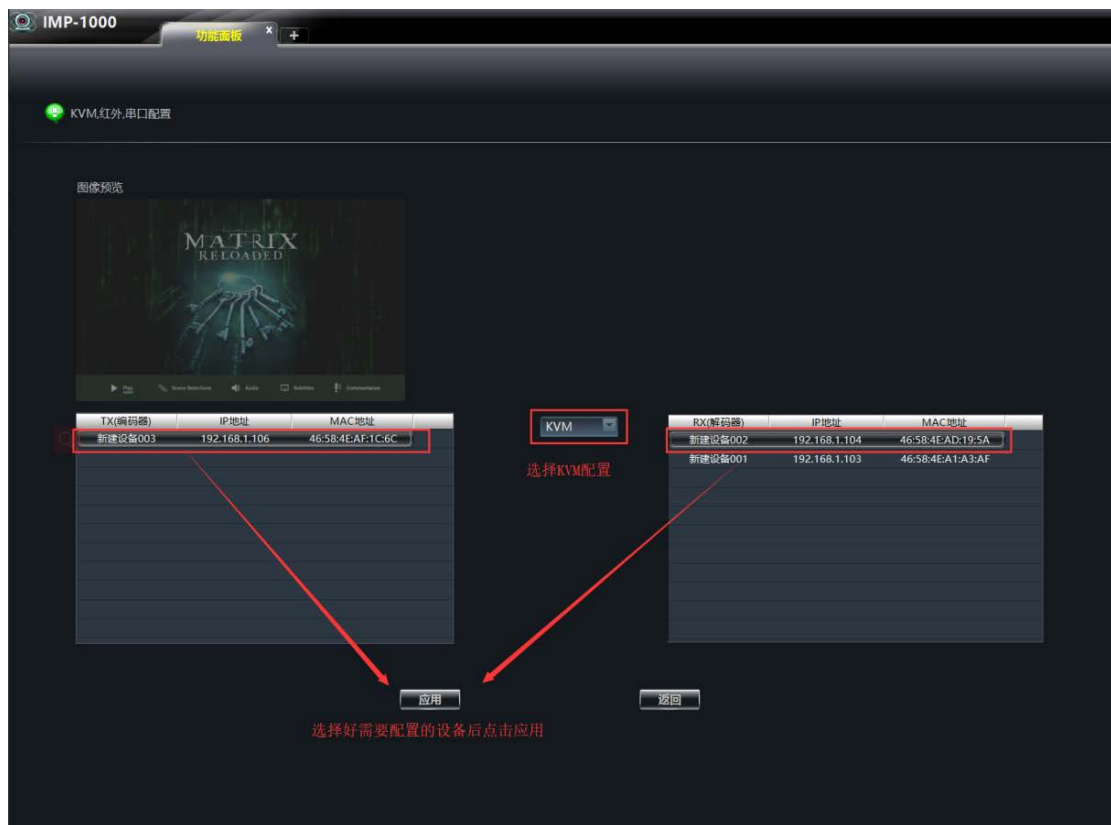 IMP-1000
功能面板 x +
KVM,红外,串口配置
图像预览
MATRIX
RELOADED
Play Scene Selections Audio Subtitles Commentaries
TX(编码器) IP地址 MAC地址
新建设备003 192.168.1.106 46:58:4E:AF:1C:6C
KVM
选择KVM配置
RX(解码器) IP地址 MAC地址
新建设备002 192.168.1.104 46:58:4E:AD:19:5A
新建设备001 192.168.1.103 46:58:4E:A1:A3:AF
应用
返回
选择好需要配置的设备后点击应用